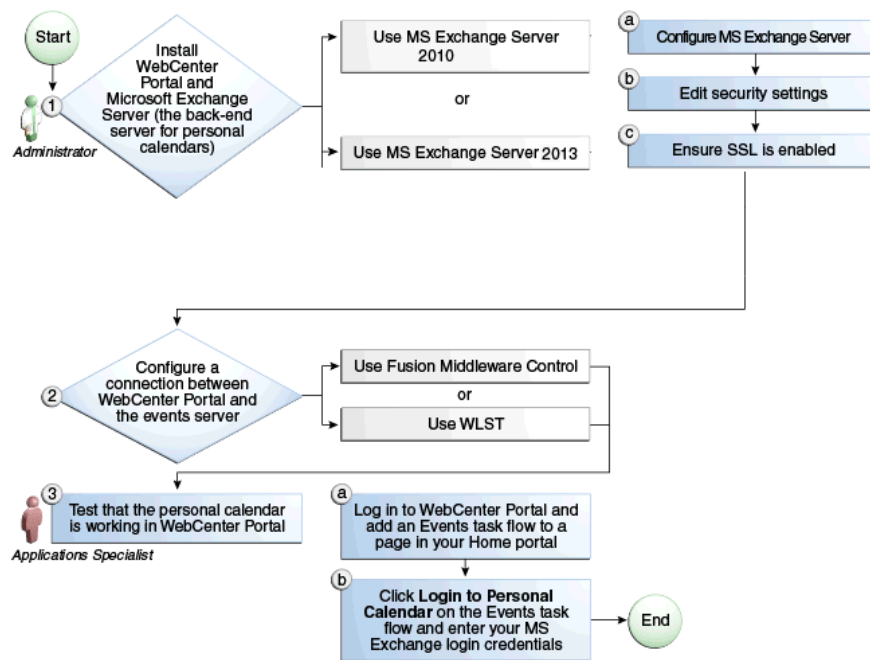 Start
1
Install
WebCenter
Portal and
Microsoft Exchange
Server (the back-end
server for personal
calendars)
Administrator
Use MS Exchange Server
2010
or
Use MS Exchange Server 2013
a
Configure MS Exchange Server
b
Edit security settings
c
Ensure SSL is enabled
2
Configure a
connection between
WebCenter Portal and
the events server
Use Fusion Middleware Control
or
Use WLST
3
Test that the personal calendar
is working in WebCenter Portal
Applications Specialist
a
Log in to WebCenter Portal and
add an Events task flow to a
page in your Home portal
b
Click Login to Personal
Calendar on the Events task
flow and enter your MS
Exchange login credentials
End